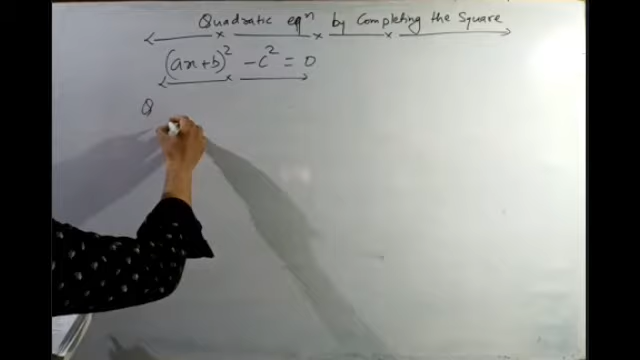 Quadratic eqⁿ by Completing the Square
(ax+b)² - c² = 0
Q